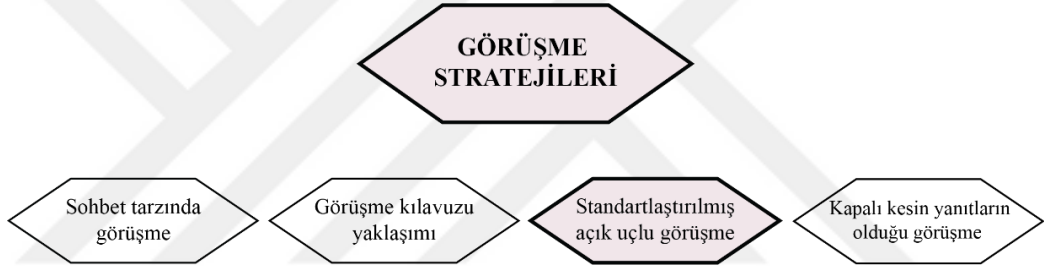 GÖRÜŞME
STRATEJİLERİ
Sohbet tarzında
görüşme
Görüşme kılavuzu
yaklaşımı
Standartlaştırılmış
açık uçlu görüşme
Kapalı kesin yanıtların
olduğu görüşme